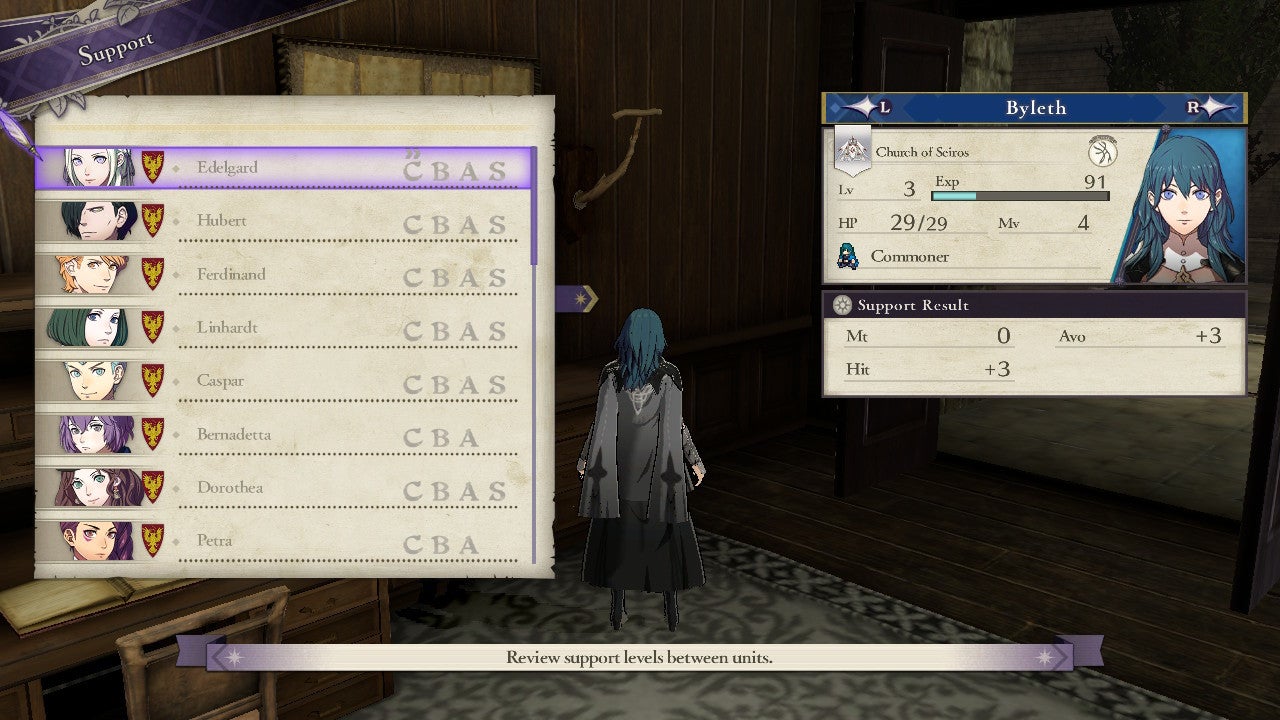 Support
Edelgard C B A S
Hubert C B A S
Ferdinand C B A S
Linhardt C B A S
Caspar C B A S
Bernadetta C B A
Dorothea C B A S
Petra C B A
L Byleth R
Church of Seiros
Lv 3 Exp 91
HP 29/29 Mv 4
Commoner
Support Result
Mt 0 Avo +3
Hit +3
Review support levels between units.